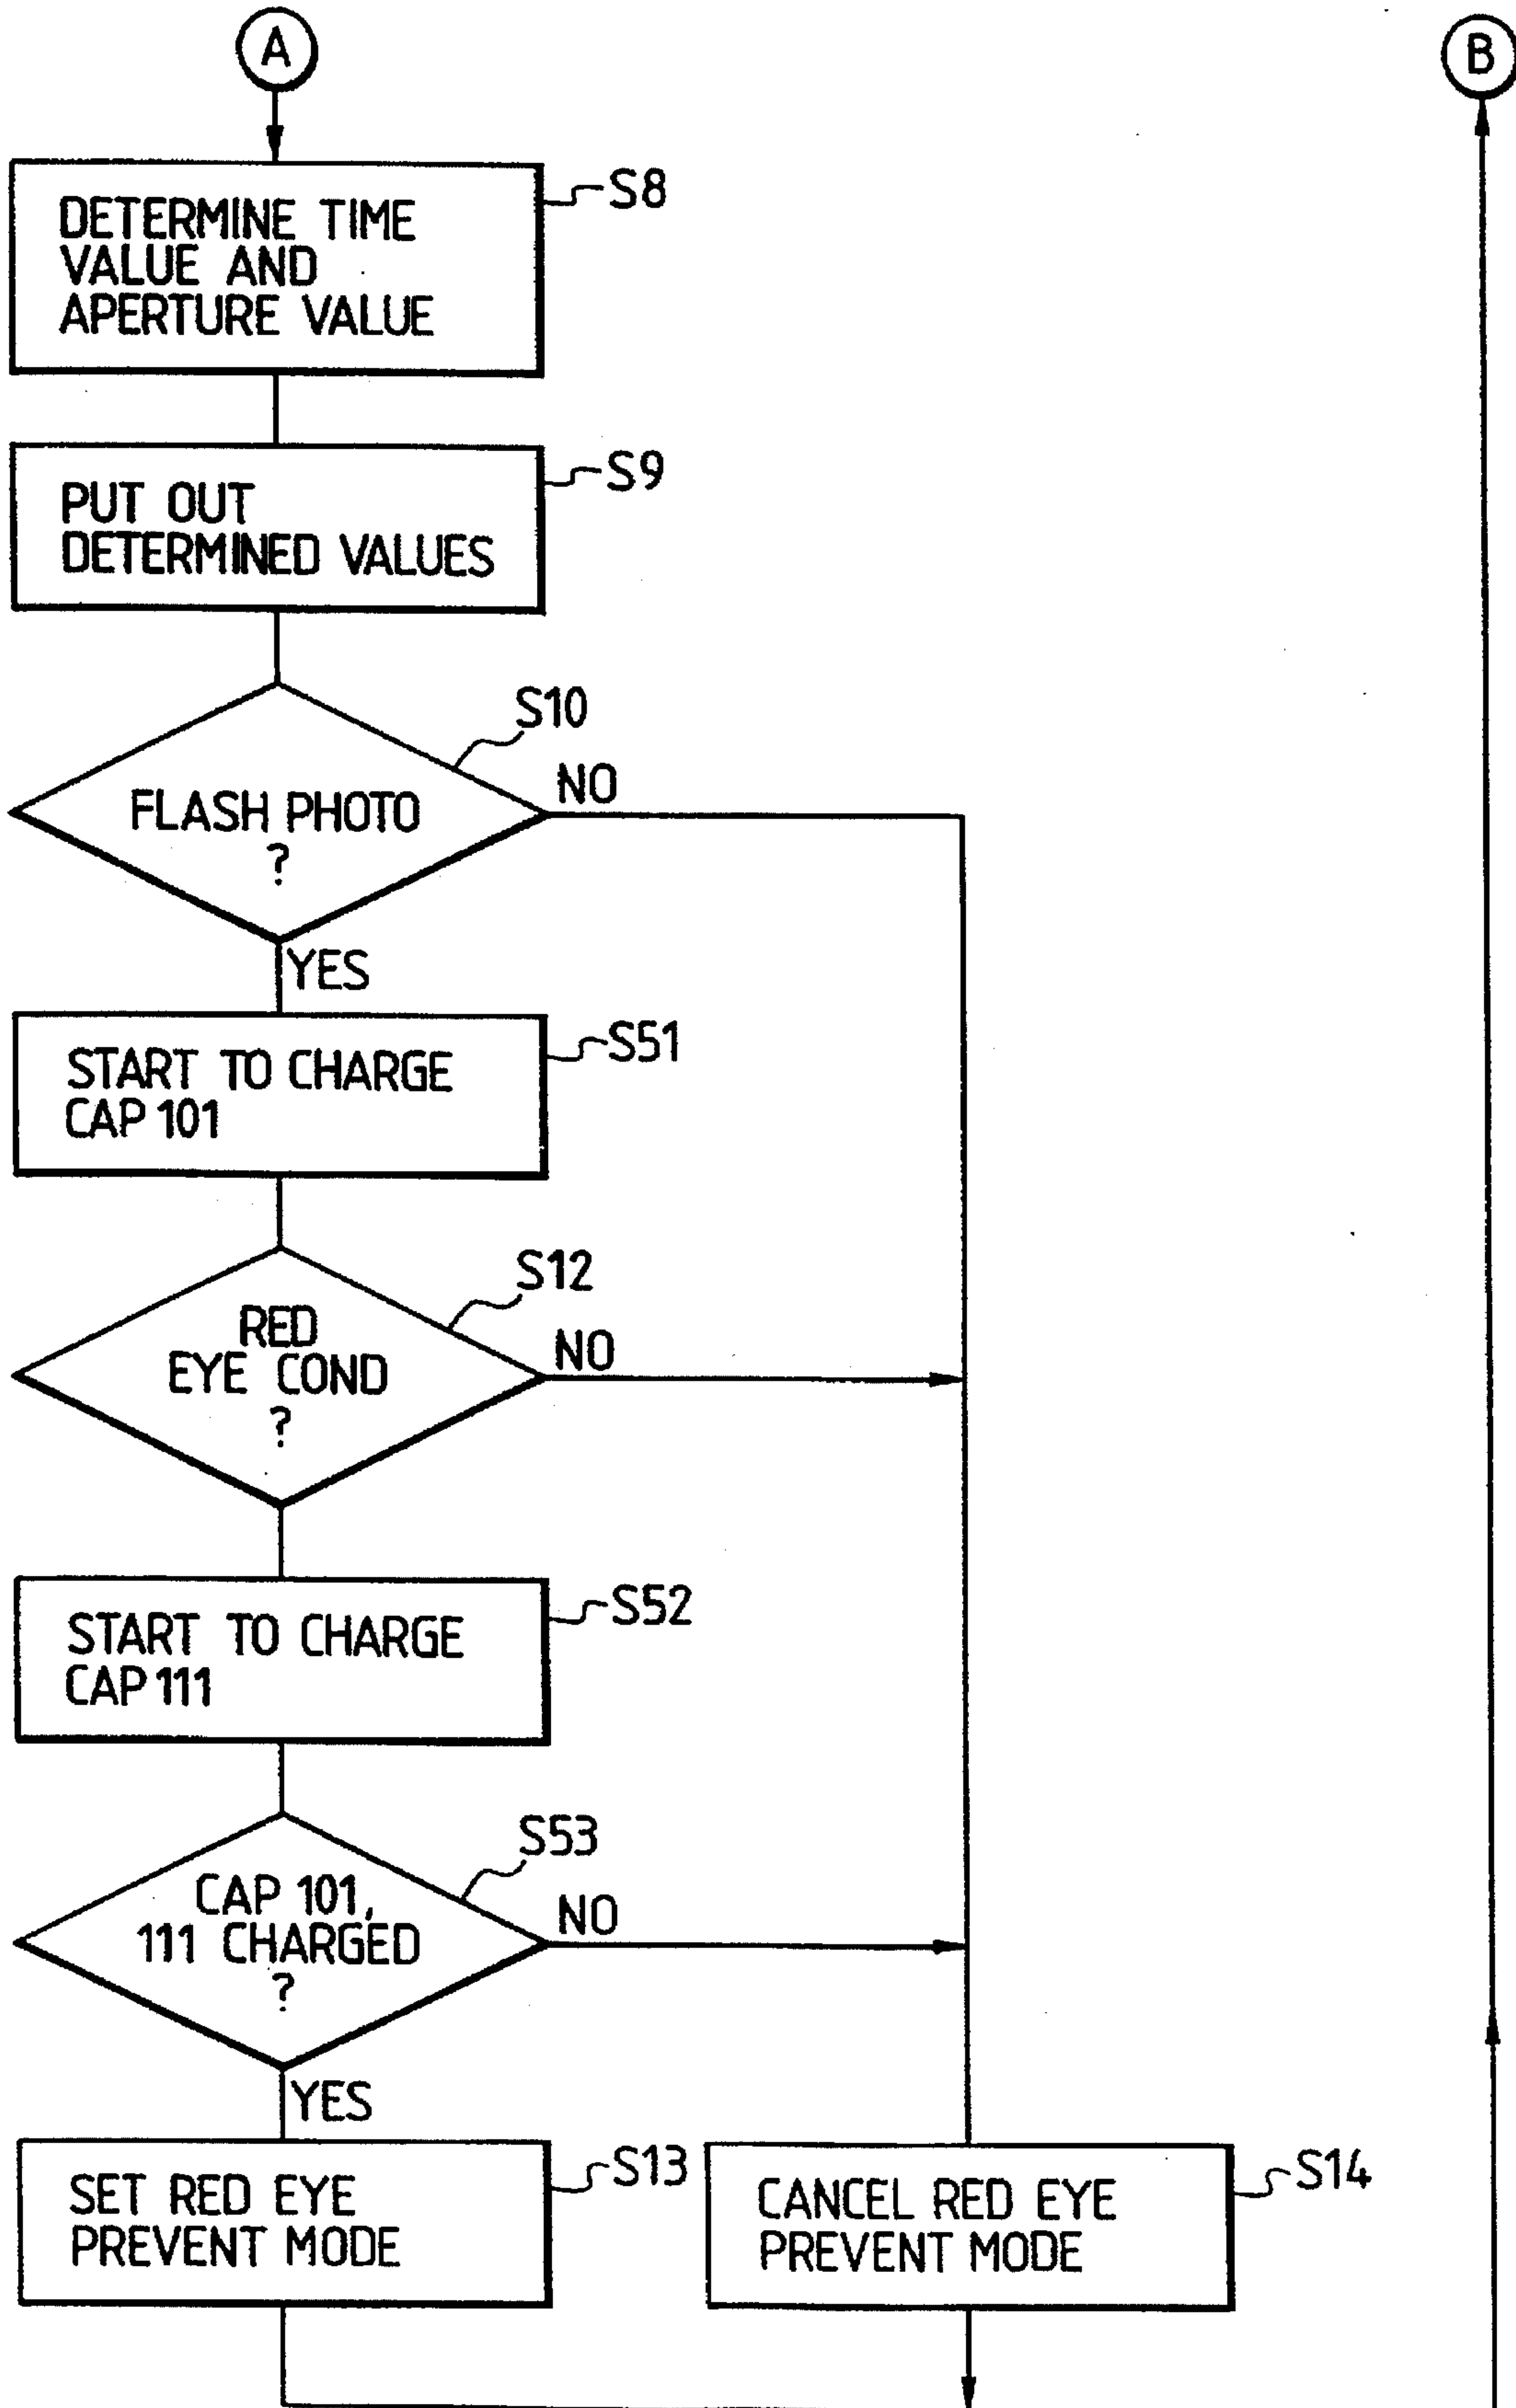 A
B
S8
DETERMINE TIME
VALUE AND
APERTURE VALUE
S9
PUT OUT
DETERMINED VALUES
S10
NO
FLASH PHOTO
?
YES
S51
START TO CHARGE
CAP 101
S12
NO
RED
EYE COND
?
S52
START TO CHARGE
CAP 111
S53
NO
CAP 101,
111 CHARGED
?
YES
S13
SET RED EYE
PREVENT MODE
S14
CANCEL RED EYE
PREVENT MODE